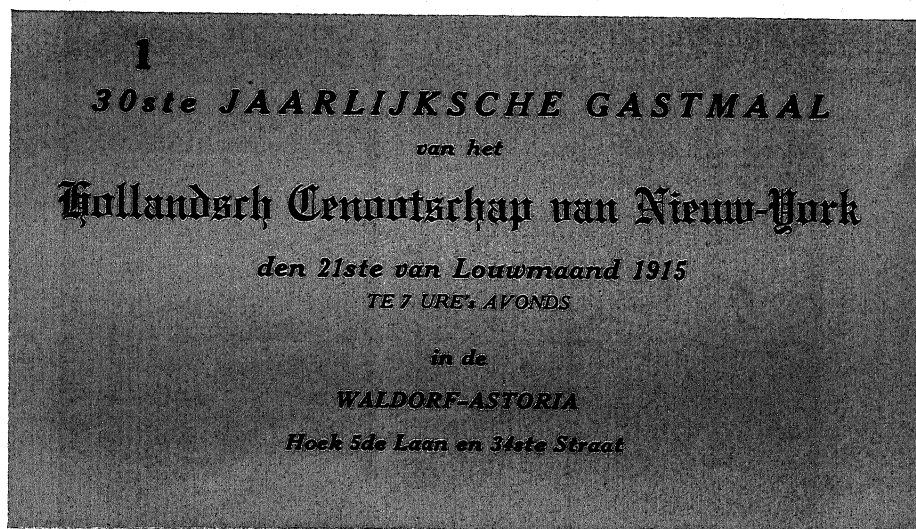 1
30ste JAARLIJKSCHE GASTMAAL
van het
Hollandsch Genootschap van Nieuw-York
den 21ste van Louwmaand 1915
TE 7 URE's AVONDS
in de
WALDORF-ASTORIA
Hoek 5de Laan en 34ste Straat